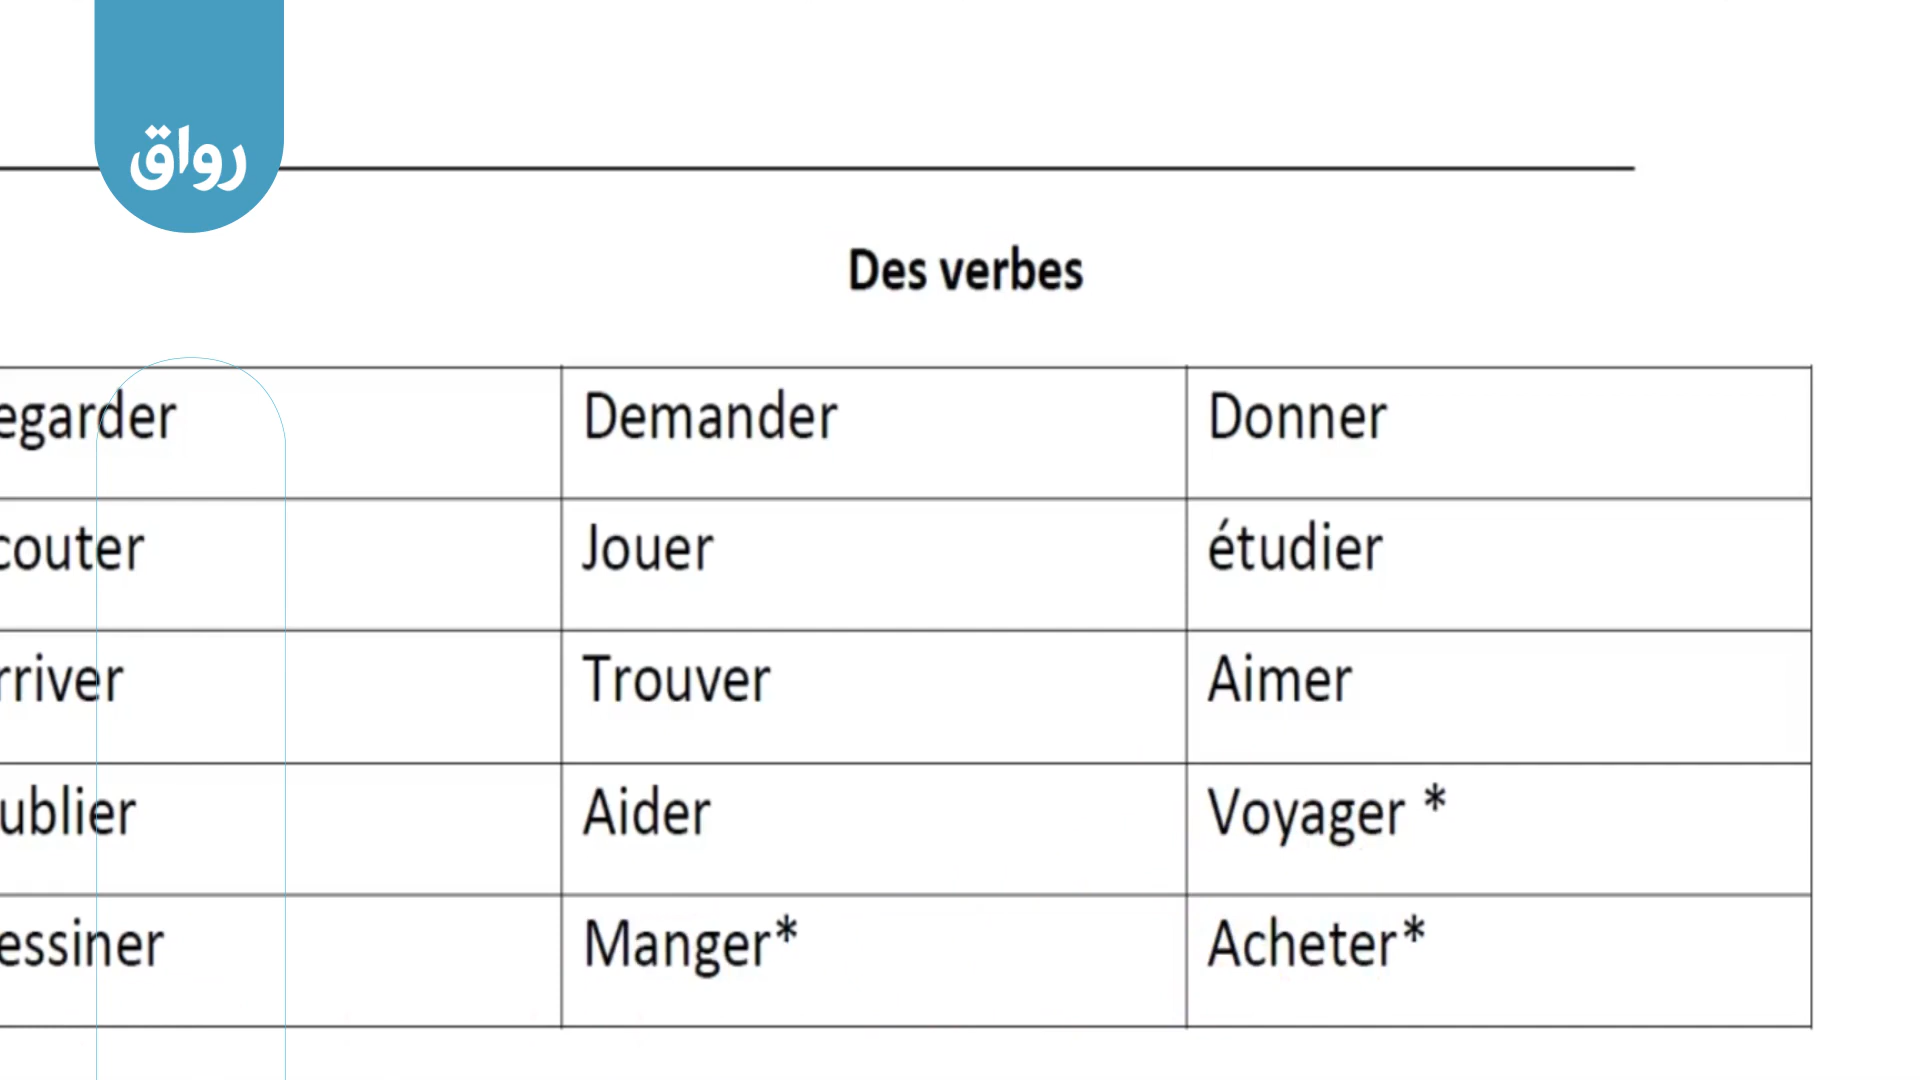 رواق
Des verbes
egarder Demander Donner
couter Jouer étudier
rriver Trouver Aimer
ublier Aider Voyager *
essiner Manger* Acheter*